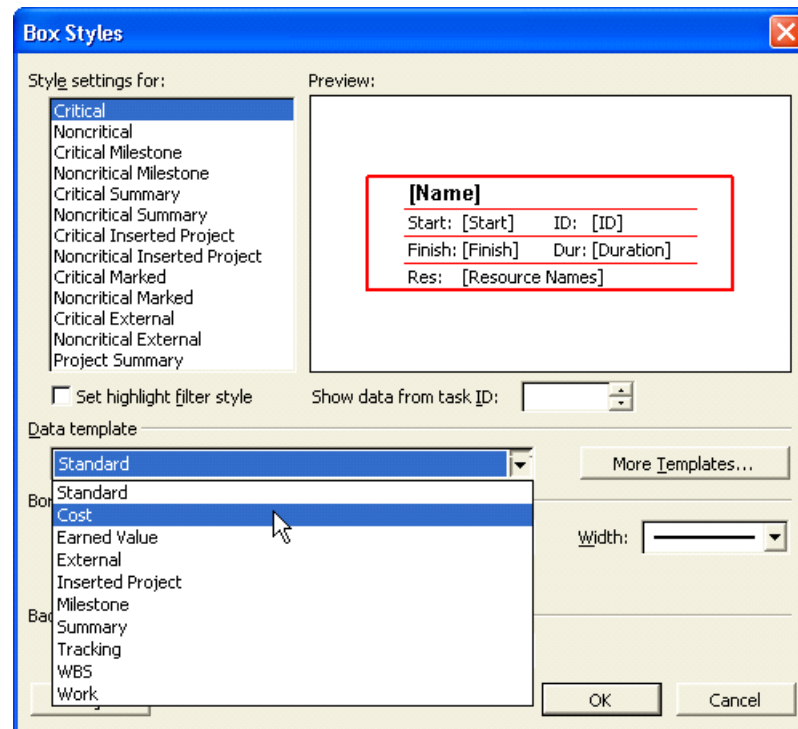 Box Styles
Style settings for:
Preview:
Critical
Noncritical
Critical Milestone
Noncritical Milestone
Critical Summary
Noncritical Summary
Critical Inserted Project
Noncritical Inserted Project
Critical Marked
Noncritical Marked
Critical External
Noncritical External
Project Summary
[Name]
Start: [Start] ID: [ID]
Finish: [Finish] Dur: [Duration]
Res: [Resource Names]
Set highlight filter style
Show data from task ID:
Data template
Standard
More Templates...
Standard
Cost
Earned Value
External
Inserted Project
Milestone
Summary
Tracking
WBS
Work
Bor
Width:
OK
Cancel